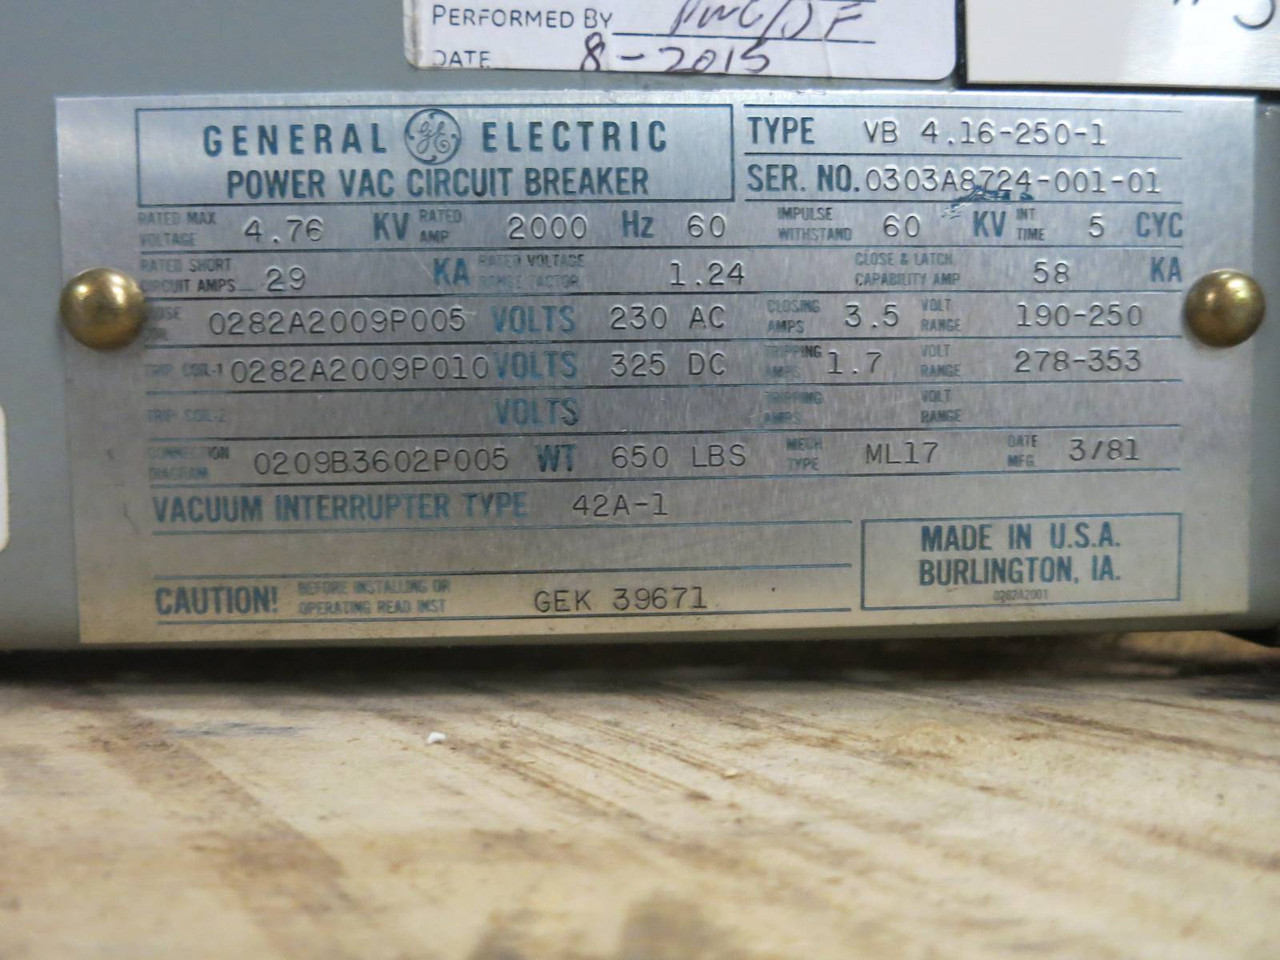 PERFORMED BY
DATE 8-2015
GENERAL GE ELECTRIC
POWER VAC CIRCUIT BREAKER
TYPE VB 4.16-250-1
SER. NO. 0303A8724-001-01
RATED MAX VOLTAGE 4.76 KV RATED AMP 2000 Hz 60 IMPULSE WITHSTAND 60 KV INT TIME 5 CYC
RATED SHORT CIRCUIT AMPS 29 KA RATED VOLTAGE RANGE FACTOR 1.24 CLOSE & LATCH CAPABILITY AMP 58 KA
0282A2009P005 VOLTS 230 AC CLOSING AMPS 3.5 VOLT RANGE 190-250
TRIP COIL-1 0282A2009P010 VOLTS 325 DC TRIPPING AMPS 1.7 VOLT RANGE 278-353
TRIP COIL-2 VOLTS TRIPPING AMPS VOLT RANGE
CONNECTION DIAGRAM 0209B3602P005 WT 650 LBS MECH TYPE ML17 DATE MFG. 3/81
VACUUM INTERRUPTER TYPE 42A-1
MADE IN U.S.A.
BURLINGTON, IA.
0282A2001
CAUTION! BEFORE INSTALLING OR OPERATING READ INST GEK 39671